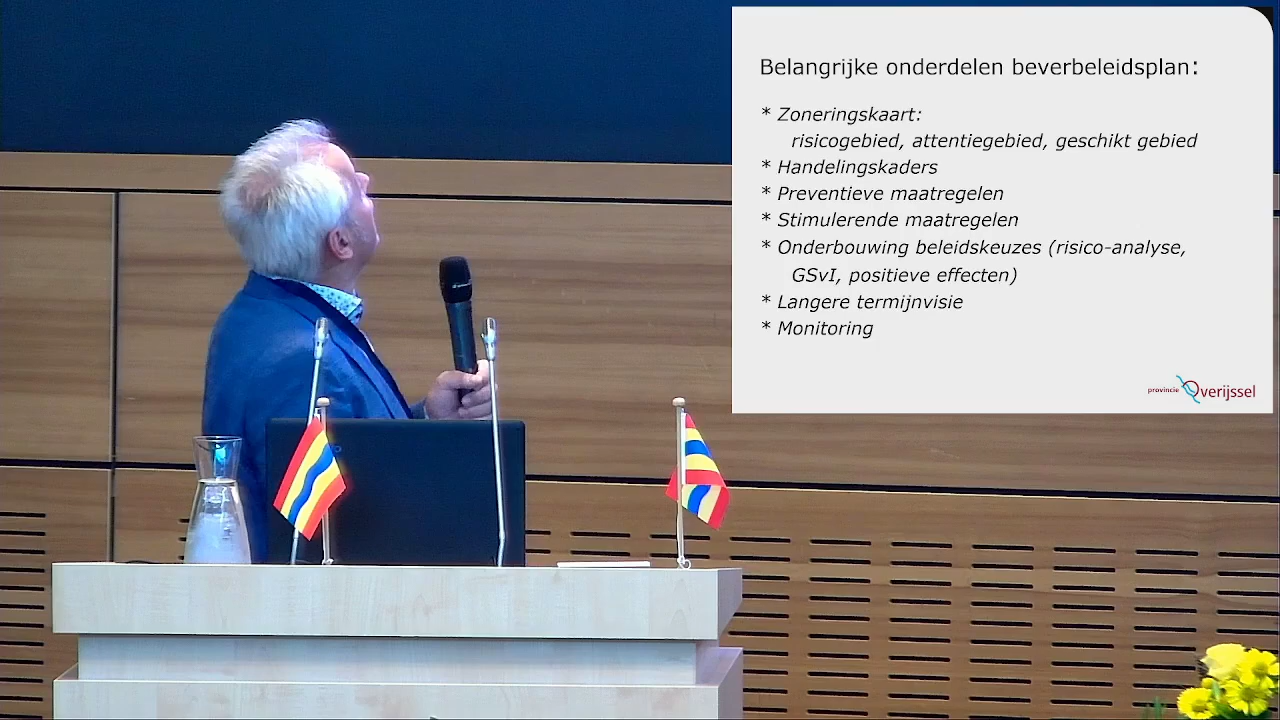 Belangrijke onderdelen beverbeleidsplan:
* Zoneringskaart:
risicogebied, attentiegebied, geschikt gebied
* Handelingskaders
* Preventieve maatregelen
* Stimulerende maatregelen
* Onderbouwing beleidskeuzes (risico-analyse,
GSvI, positieve effecten)
* Langere termijnvisie
* Monitoring
provincie Overijssel